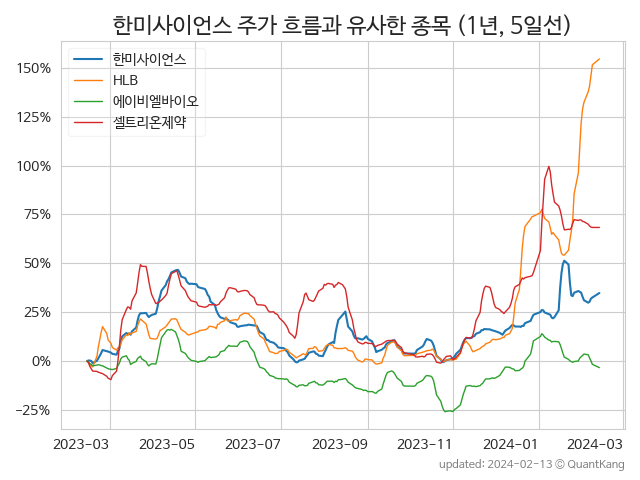 한미사이언스 주가 흐름과 유사한 종목 (1년, 5일선)
한미사이언스
HLB
에이비엘바이오
셀트리온제약
150%
125%
100%
75%
50%
25%
0%
−25%
2023-03 2023-05 2023-07 2023-09 2023-11 2024-01 2024-03
updated: 2024-02-13 © QuantKang